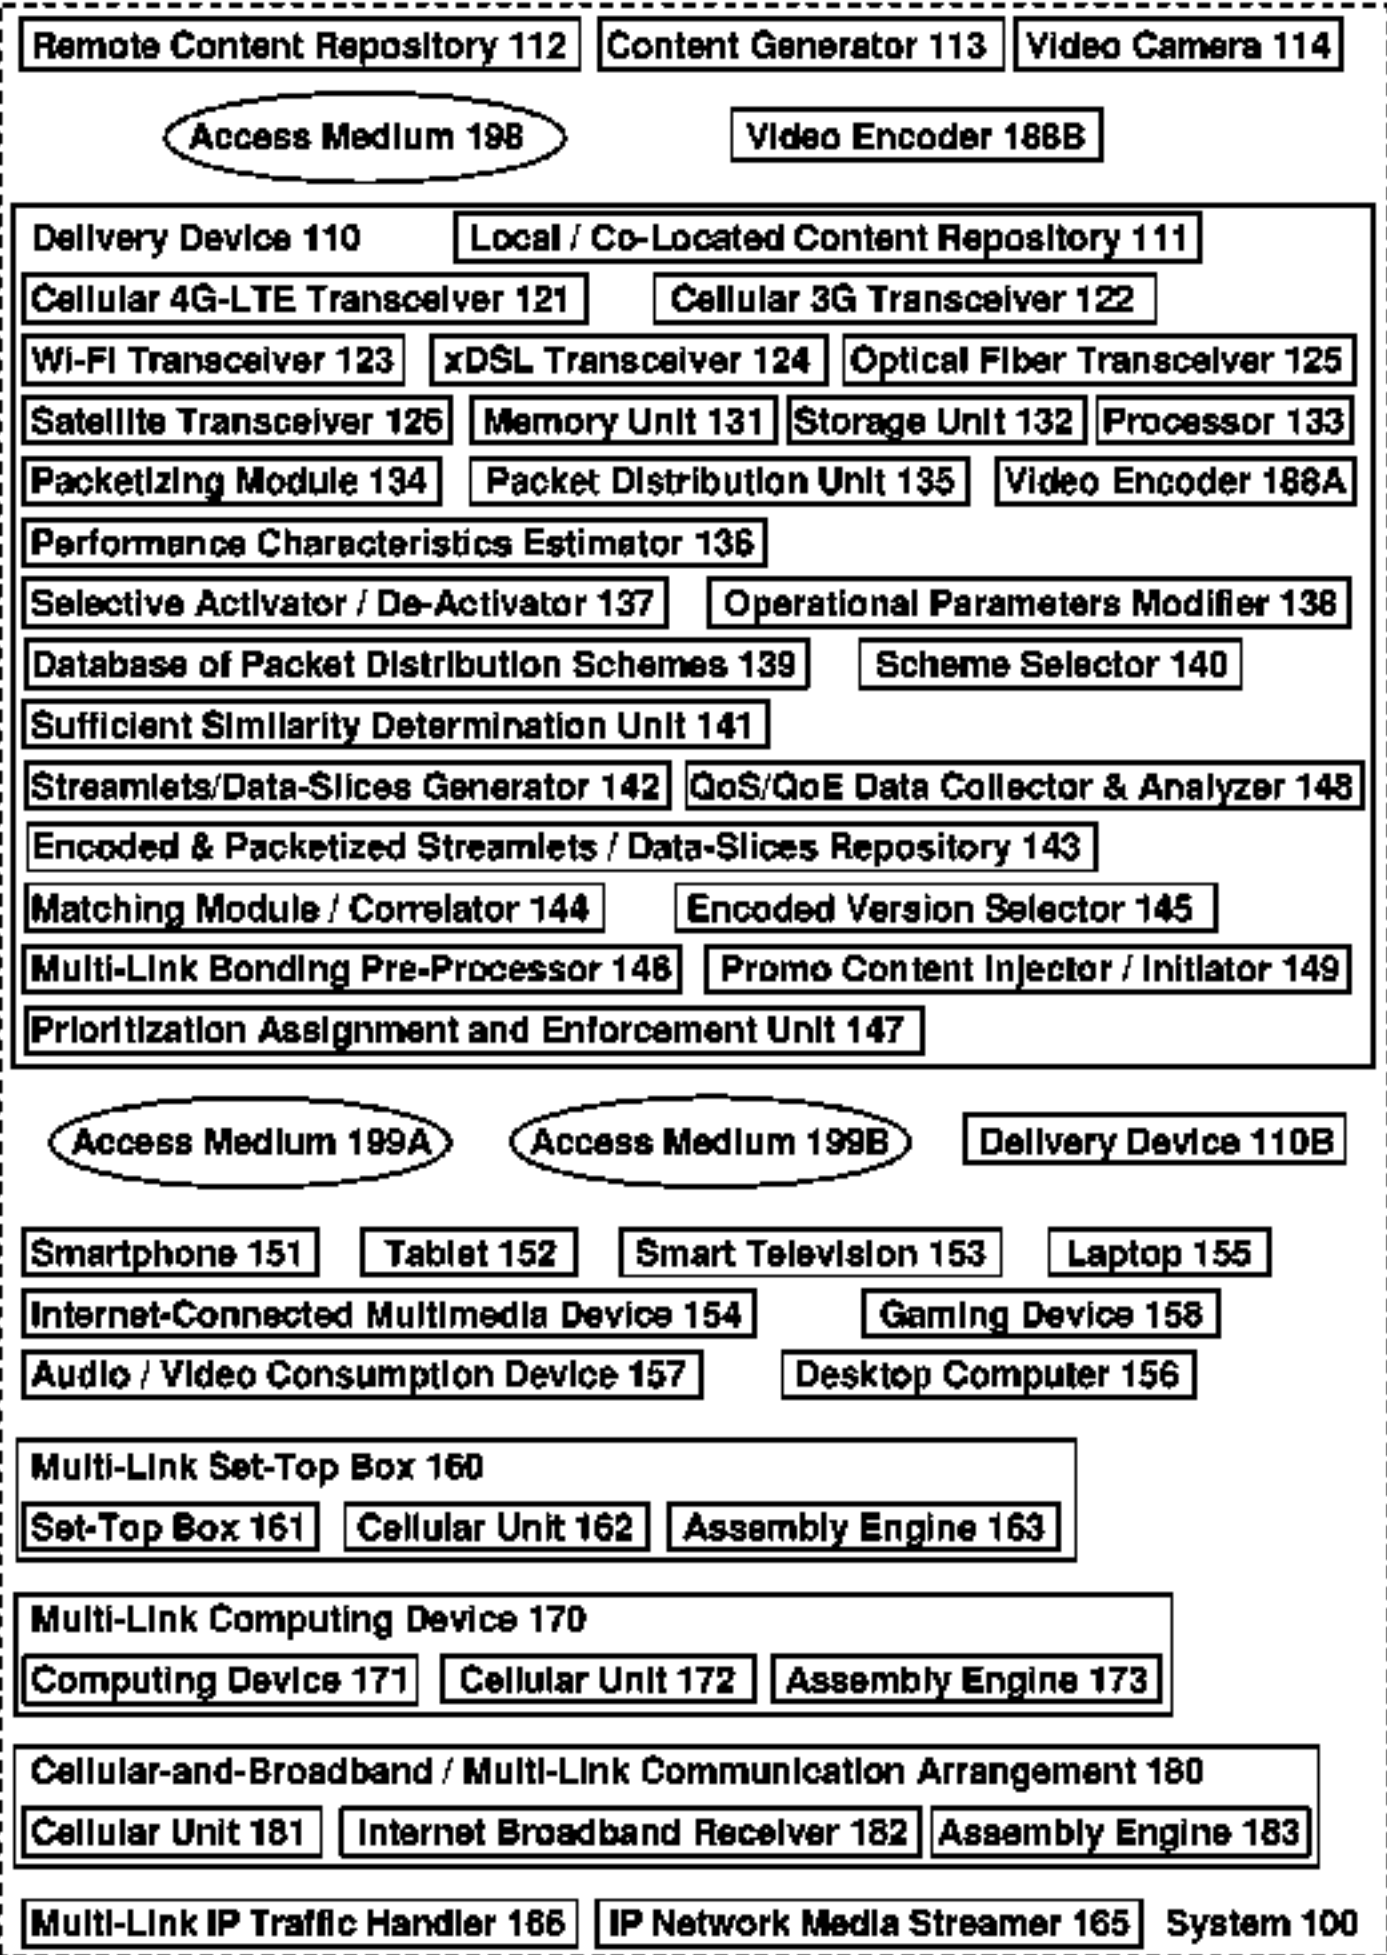 Remote Content Repository 112 Content Generator 113 Video Camera 114
Access Medium 198 Video Encoder 188B
Delivery Device 110 Local / Co-Located Content Repository 111
Cellular 4G-LTE Transceiver 121 Cellular 3G Transceiver 122
Wi-Fi Transceiver 123 xDSL Transceiver 124 Optical Fiber Transceiver 125
Satellite Transceiver 126 Memory Unit 131 Storage Unit 132 Processor 133
Packetizing Module 134 Packet Distribution Unit 135 Video Encoder 188A
Performance Characteristics Estimator 136
Selective Activator / De-Activator 137 Operational Parameters Modifier 138
Database of Packet Distribution Schemes 139 Scheme Selector 140
Sufficient Similarity Determination Unit 141
Streamlets/Data-Slices Generator 142 QoS/QoE Data Collector & Analyzer 148
Encoded & Packetized Streamlets / Data-Slices Repository 143
Matching Module / Correlator 144 Encoded Version Selector 145
Multi-Link Bonding Pre-Processor 146 Promo Content Injector / Initiator 149
Prioritization Assignment and Enforcement Unit 147
Access Medium 199A Access Medium 199B Delivery Device 110B
Smartphone 151 Tablet 152 Smart Television 153 Laptop 155
Internet-Connected Multimedia Device 154 Gaming Device 158
Audio / Video Consumption Device 157 Desktop Computer 156
Multi-Link Set-Top Box 160
Set-Top Box 161 Cellular Unit 162 Assembly Engine 163
Multi-Link Computing Device 170
Computing Device 171 Cellular Unit 172 Assembly Engine 173
Cellular-and-Broadband / Multi-Link Communication Arrangement 180
Cellular Unit 181 Internet Broadband Receiver 182 Assembly Engine 183
Multi-Link IP Traffic Handler 166 IP Network Media Streamer 165 System 100